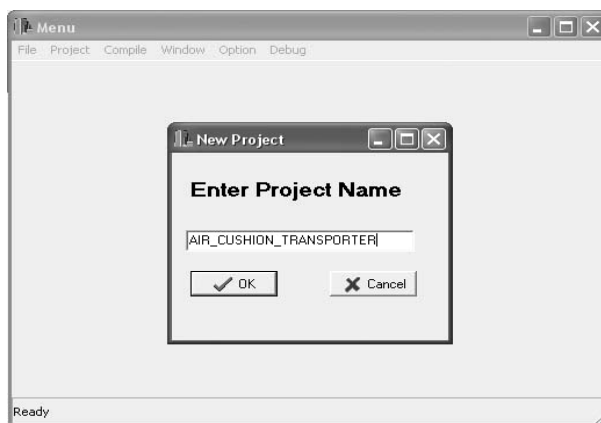 Menu
File Project Compile Window Option Debug
New Project
Enter Project Name
AIR_CUSHION_TRANSPORTER
OK Cancel
Ready